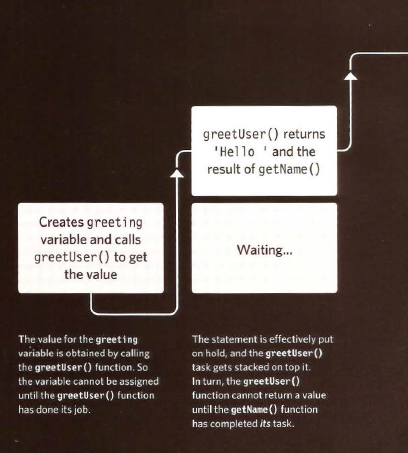 greetUser() returns
'Hello ' and the
result of getName()
Creates greeting
variable and calls
greetUser() to get
the value
Waiting...
The value for the greeting
variable is obtained by calling
the greetUser() function. So
the variable cannot be assigned
until the greetUser() function
has done its job.
The statement is effectively put
on hold, and the greetUser()
task gets stacked on top it.
In turn, the greetUser()
function cannot return a value
until the getName() function
has completed its task.